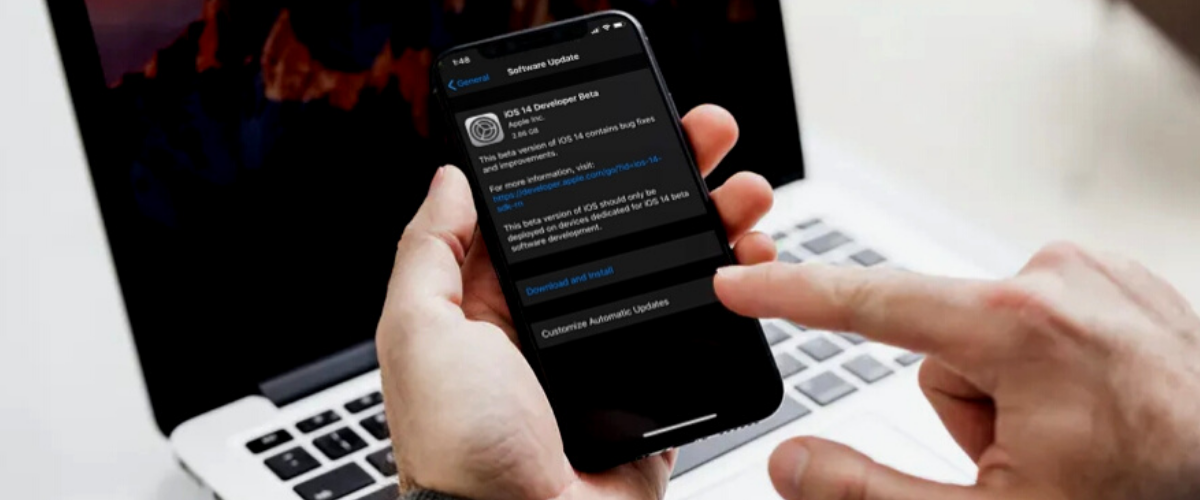 1:48
General
Software Update
iOS 14 Developer Beta
Apple Inc.
2.66 GB
This beta version of iOS 14 contains bug fixes
and improvements.
For more information, visit:
https://developer.apple.com/go/?id=ios-14-
sdk-rn
This beta version of iOS should only be
deployed on devices dedicated for iOS 14 beta
software development.
Download and Install
Customize Automatic Updates